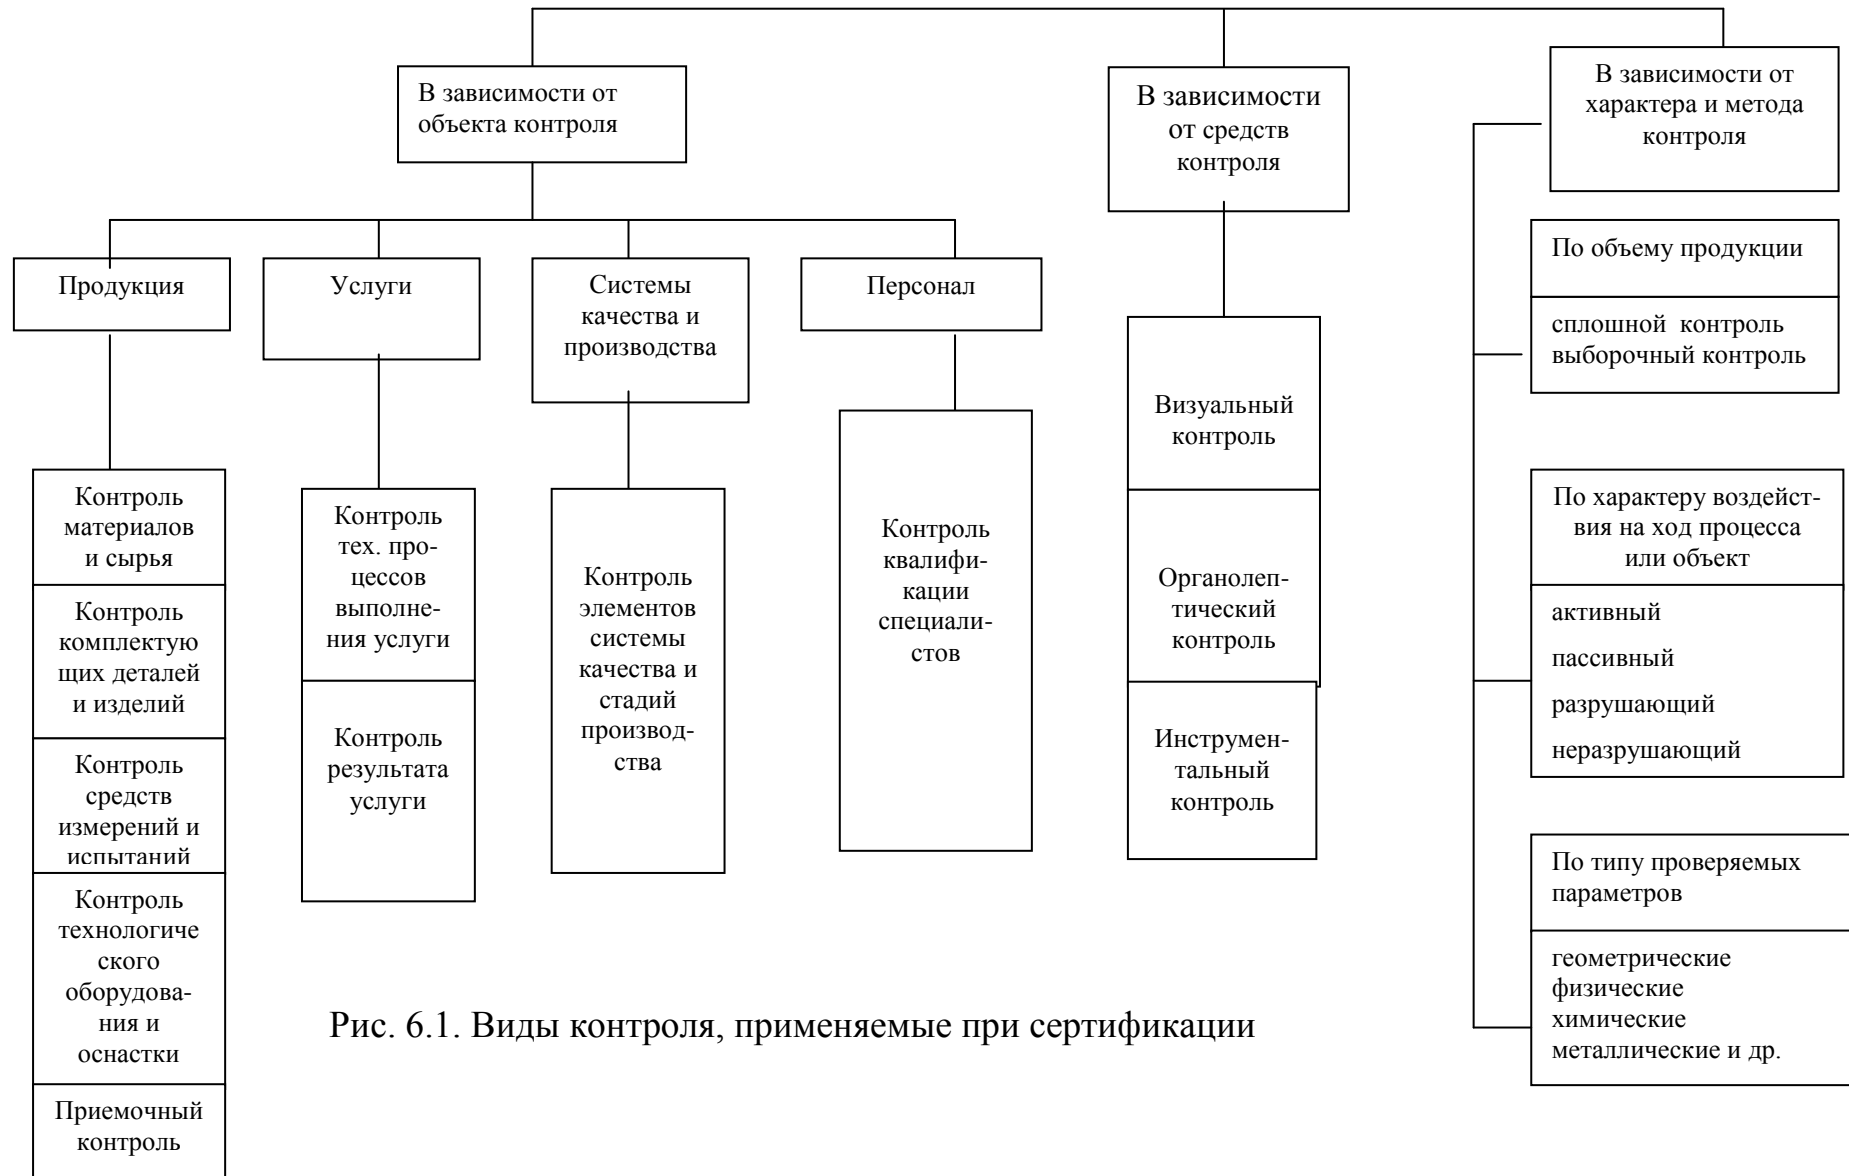 В зависимости от
объекта контроля
В зависимости
от средств
контроля
В зависимости от
характера и метода
контроля
Продукция
Услуги
Системы
качества и
производства
Персонал
Контроль
материалов
и сырья
Контроль
комплектую
щих деталей
и изделий
Контроль
средств
измерений и
испытаний
Контроль
технологиче
ского
оборудова-
ния и
оснастки
Приемочный
контроль
Контроль
тех. про-
цессов
выполне-
ния услуги
Контроль
результата
услуги
Контроль
элементов
системы
качества и
стадий
производ-
ства
Контроль
квалифи-
кации
специали-
стов
Визуальный
контроль
Органолеп-
тический
контроль
Инструмен-
тальный
контроль
По объему продукции
сплошной контроль
выборочный контроль
По характеру воздейст-
вия на ход процесса
или объект
активный
пассивный
разрушающий
неразрушающий
По типу проверяемых
параметров
геометрические
физические
химические
металлические и др.
Рис. 6.1. Виды контроля, применяемые при сертификации